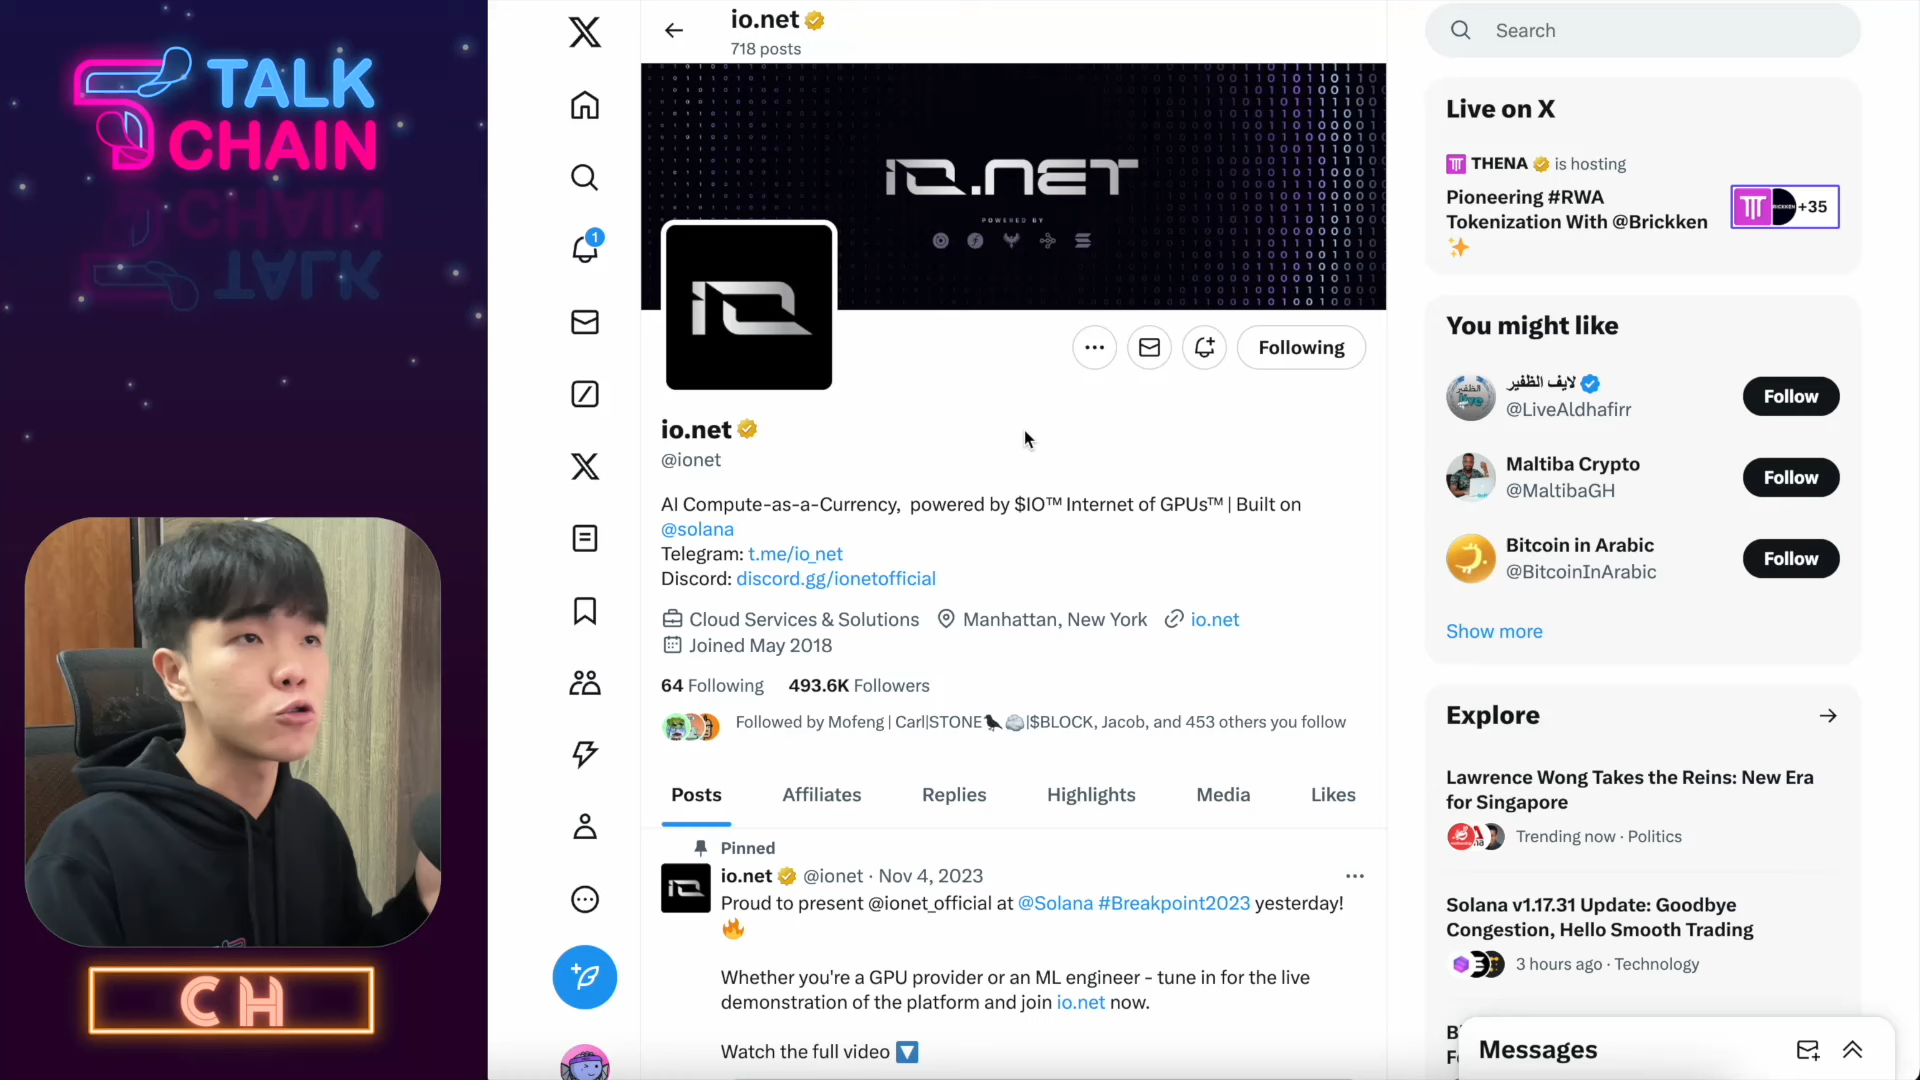 TALK
CHAIN
CH
io.net
718 posts
IO.NET
POWERED BY
IO
Following
io.net
@ionet
AI Compute-as-a-Currency, powered by $IO™ Internet of GPUs™ | Built on
@solana
Telegram: t.me/io_net
Discord: discord.gg/ionetofficial
Cloud Services & Solutions Manhattan, New York io.net
Joined May 2018
64 Following 493.6K Followers
Followed by Mofeng | Carl|STONE🐦‍⬛🪨|$BLOCK, Jacob, and 453 others you follow
Posts Affiliates Replies Highlights Media Likes
Pinned
io.net @ionet · Nov 4, 2023
Proud to present @ionet_official at @Solana #Breakpoint2023 yesterday!
🔥
Whether you're a GPU provider or an ML engineer - tune in for the live
demonstration of the platform and join io.net now.
Watch the full video 🔽
1
Search
Live on X
THENA is hosting
Pioneering #RWA
Tokenization With @Brickken
✨
+35
You might like
لايف الظفير
@LiveAldhafirr
Follow
Maltiba Crypto
@MaltibaGH
Follow
Bitcoin in Arabic
@BitcoinInArabic
Follow
Show more
Explore
Lawrence Wong Takes the Reins: New Era
for Singapore
Trending now · Politics
Solana v1.17.31 Update: Goodbye
Congestion, Hello Smooth Trading
3 hours ago · Technology
Messages